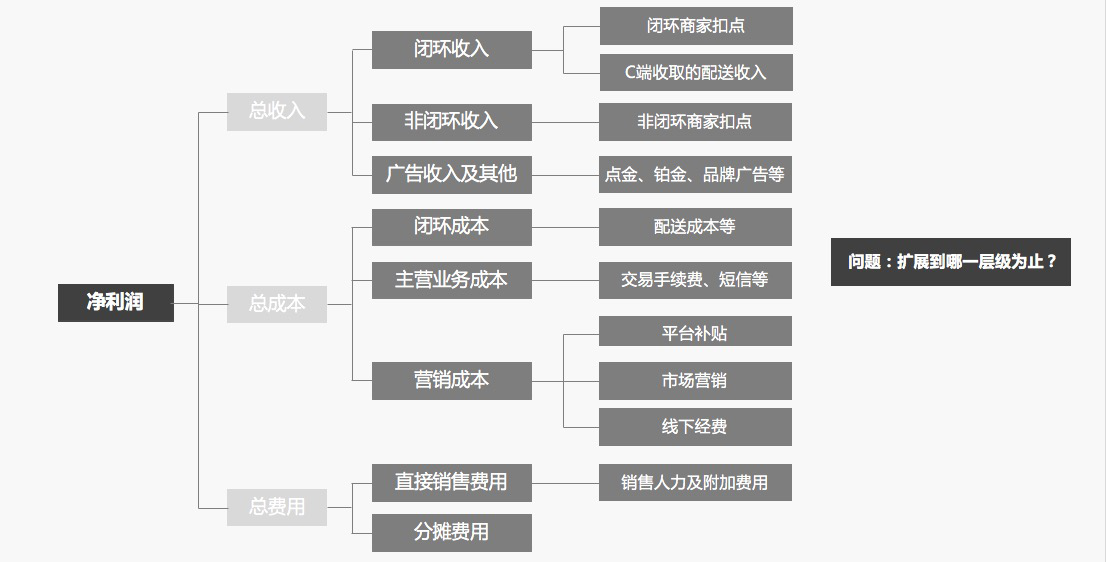 净利润
总收入
闭环收入
闭环商家扣点
C端收取的配送收入
非闭环收入
非闭环商家扣点
广告收入及其他
点金、铂金、品牌广告等
总成本
闭环成本
配送成本等
主营业务成本
交易手续费、短信等
营销成本
平台补贴
市场营销
线下经费
总费用
直接销售费用
销售人力及附加费用
分摊费用
问题：扩展到哪一层级为止？